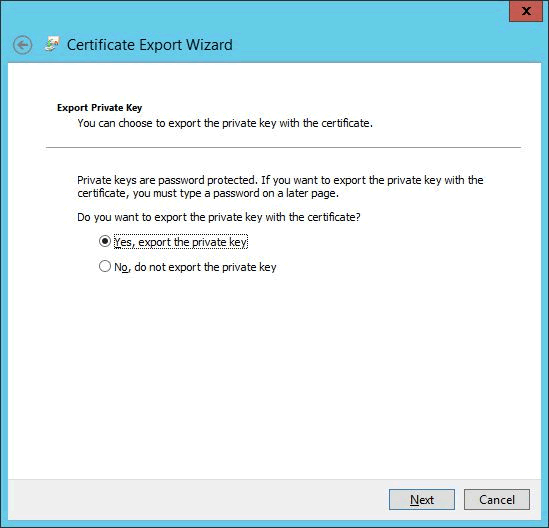 X
Certificate Export Wizard
Export Private Key
You can choose to export the private key with the certificate.
Private keys are password protected. If you want to export the private key with the
certificate, you must type a password on a later page.
Do you want to export the private key with the certificate?
Yes, export the private key
No, do not export the private key
Next
Cancel